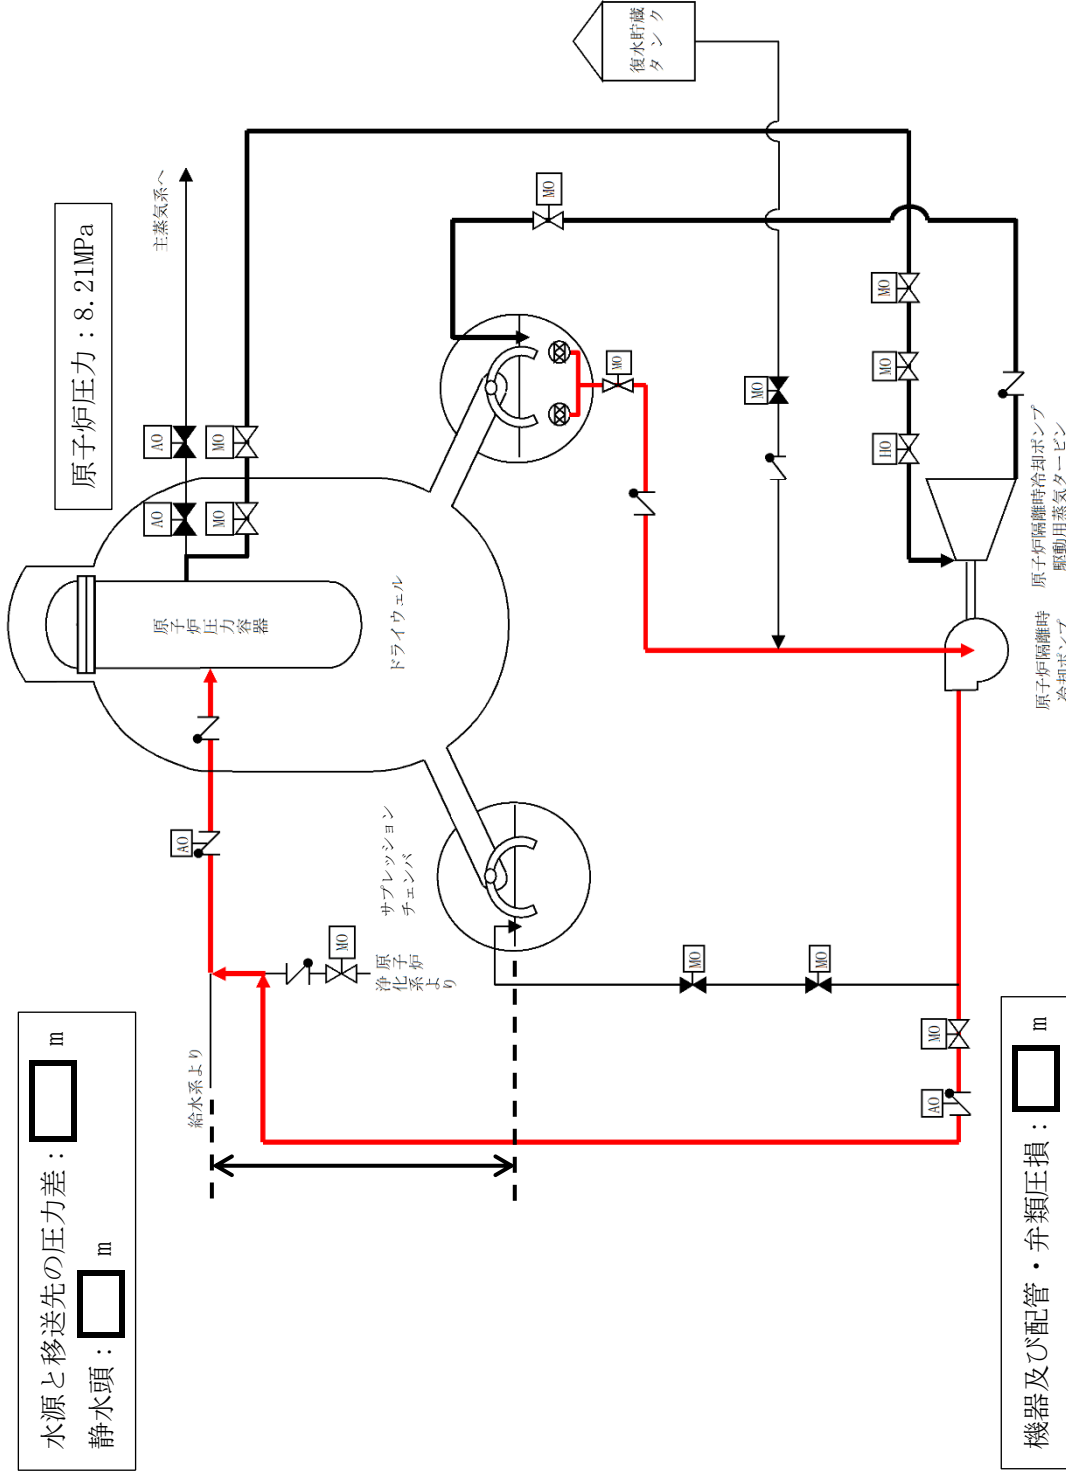 水源と移送先の圧力差：　m
静水頭：　m
原子炉圧力：8.21MPa
主蒸気系へ
AO
AO
MO
MO
原子炉圧力容器
AO
給水系より
MO
原子炉
浄化系より
サプレッション
チェンバ
ドライウェル
MO
MO
復水貯蔵
タンク
MO
MO
MO
MO
MO
HO
MO
AO
機器及び配管・弁類圧損：　m
原子炉隔離時
冷却ポンプ
原子炉隔離時冷却ポンプ
駆動用蒸気タービン